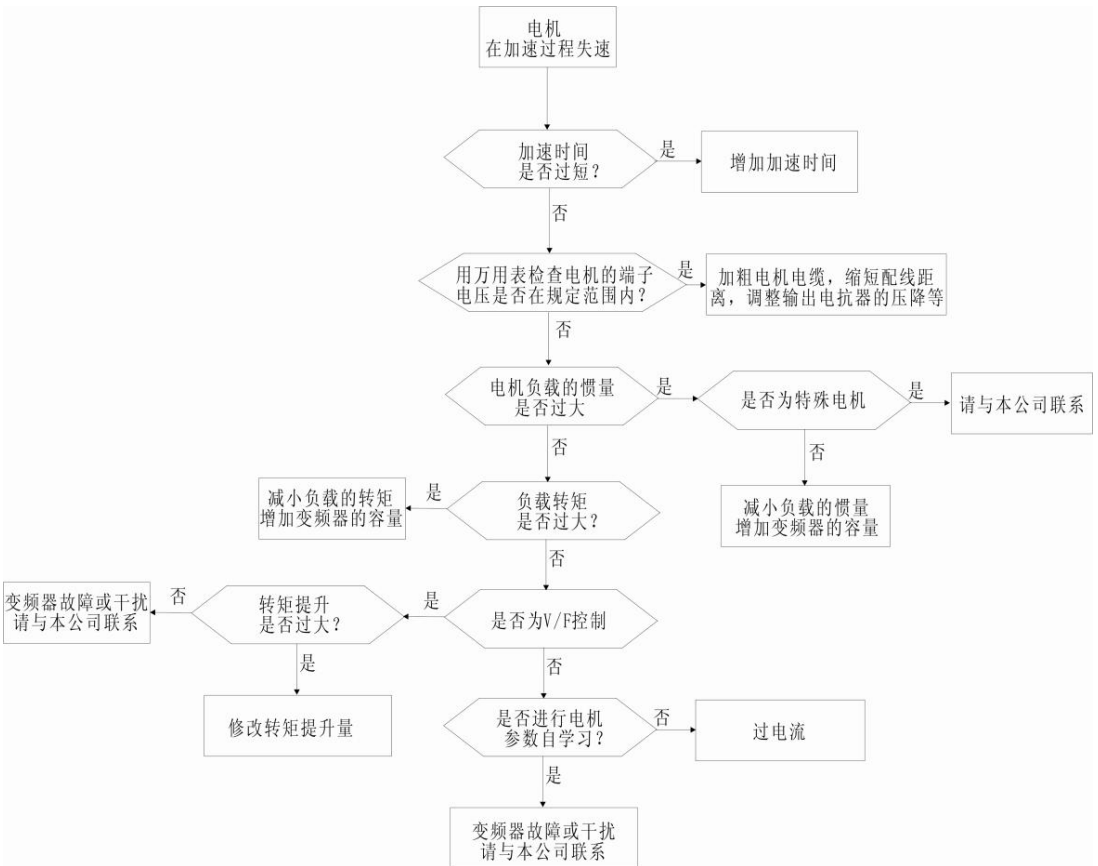 电机
在加速过程失速
加速时间
是否过短？
是
增加加速时间
否
用万用表检查电机的端子
电压是否在规定范围内？
是
加粗电机电缆，缩短配线距
离，调整输出电抗器的压降等
否
电机负载的惯量
是否过大
是
是否为特殊电机
是
请与本公司联系
否
否
减小负载的惯量
增加变频器的容量
负载转矩
是否过大？
是
减小负载的转矩
增加变频器的容量
否
是否为V/F控制
是
转矩提升
是否过大？
否
变频器故障或干扰
请与本公司联系
是
修改转矩提升量
否
是否进行电机
参数自学习？
否
过电流
是
变频器故障或干扰
请与本公司联系